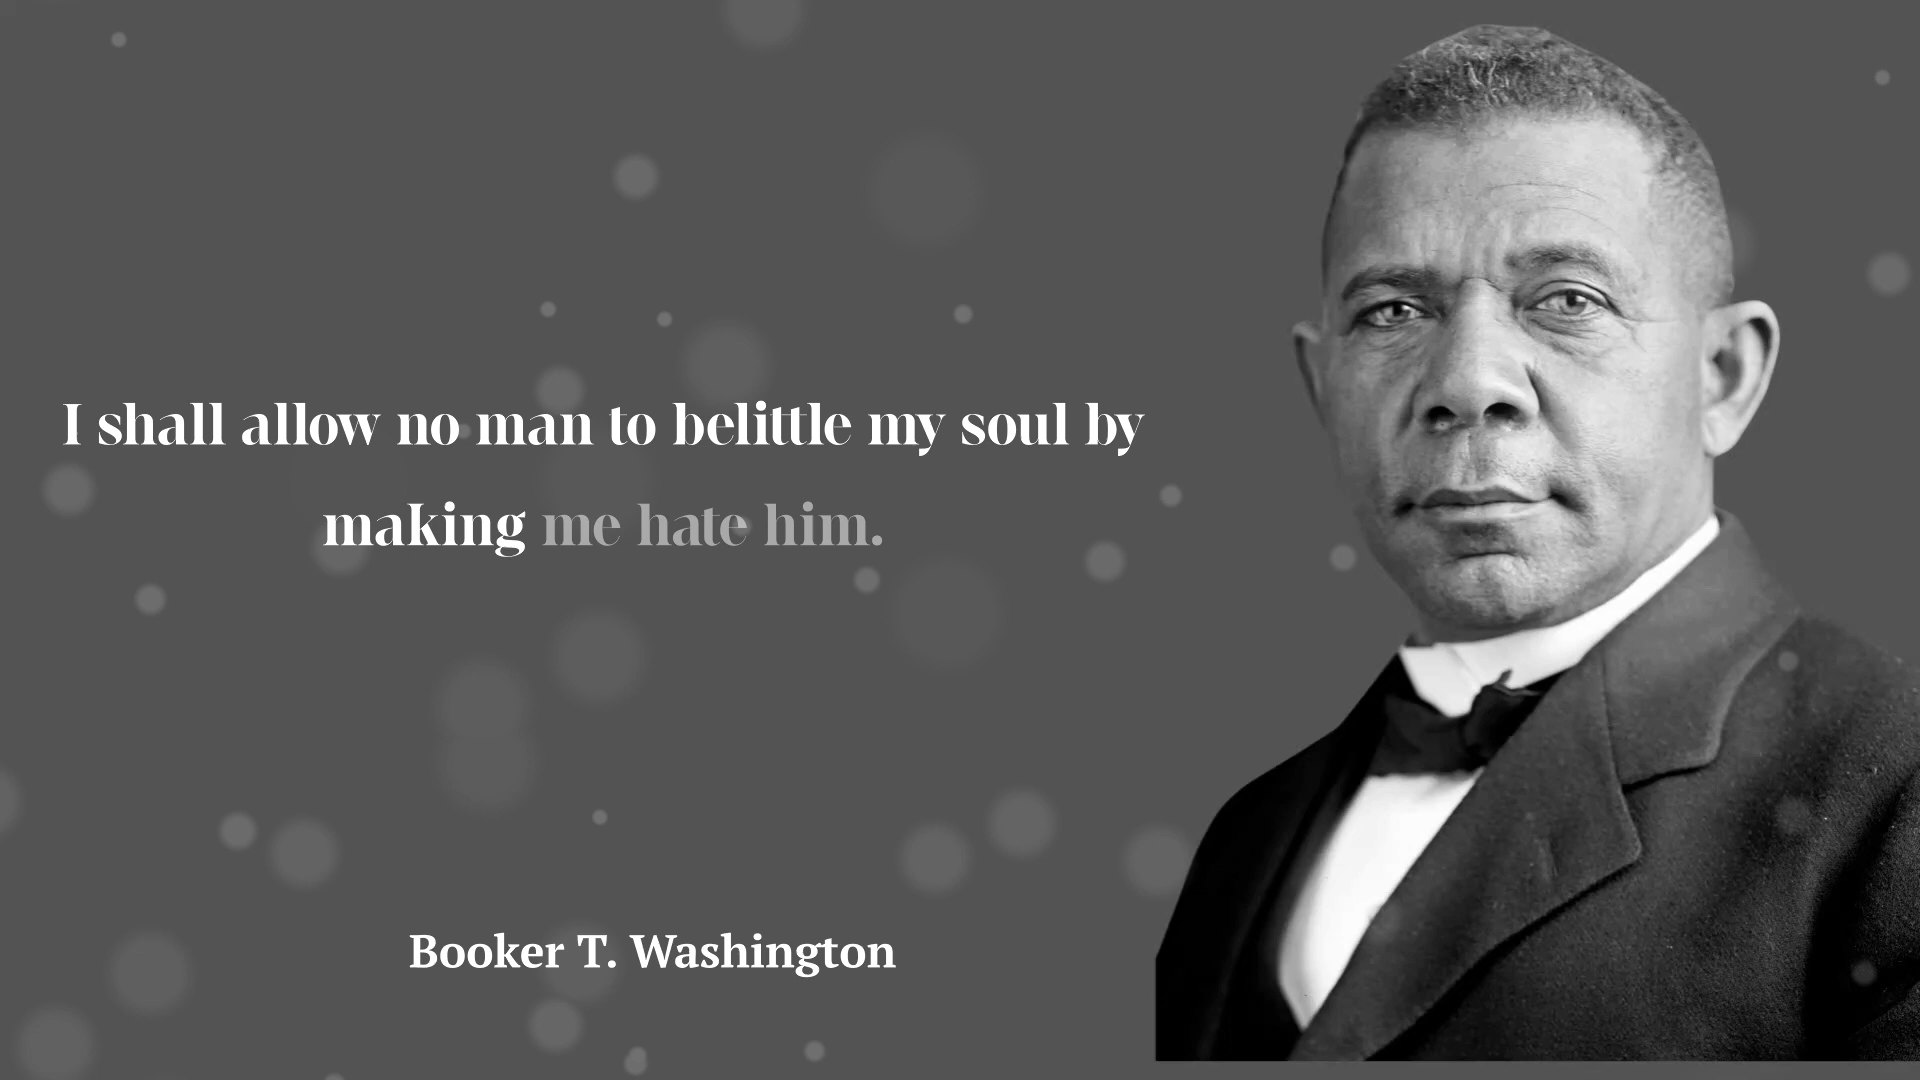 I shall allow no man to belittle my soul by
making me hate him.
Booker T. Washington